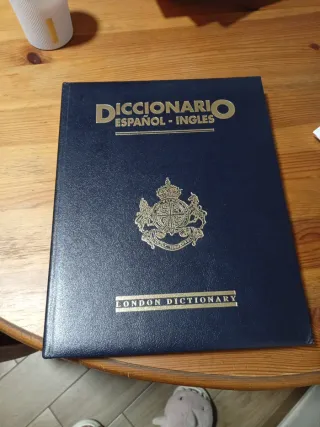 DICCIONARIO
ESPAÑOL - INGLES
LONDON DICTIONARY